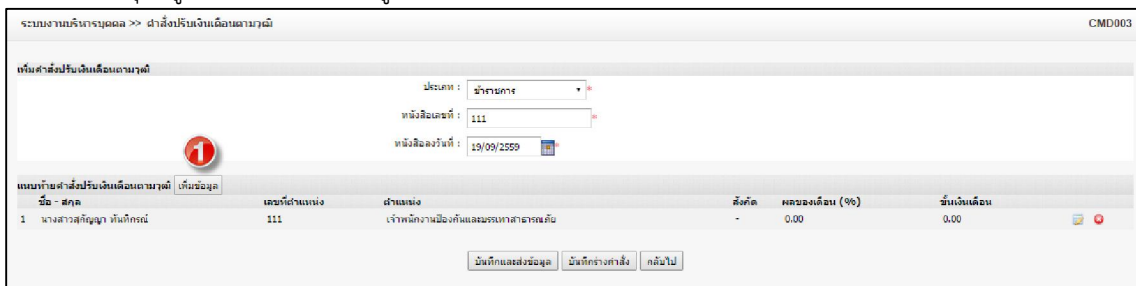 ระบบงานบริหารบุคคล >> คำสั่งปรับเงินเดือนตามวุฒิ CMD003
เพิ่มคำสั่งปรับเงินเดือนตามวุฒิ
ประเภท : ข้าราชการ *
หนังสือเลขที่ : 111 *
หนังสือลงวันที่ : 19/09/2559 *
1
แนบท้ายคำสั่งปรับเงินเดือนตามวุฒิ เพิ่มข้อมูล
ชื่อ - สกุล เลขที่ตำแหน่ง ตำแหน่ง สังกัด ผลของเดือน (%) ขั้นเงินเดือน
1 นางสาวสุกัญญา ทันทิกรณ์ 111 เจ้าพนักงานป้องกันและบรรเทาสาธารณภัย - 0.00 0.00
บันทึกและส่งข้อมูล บันทึกร่างคำสั่ง กลับไป